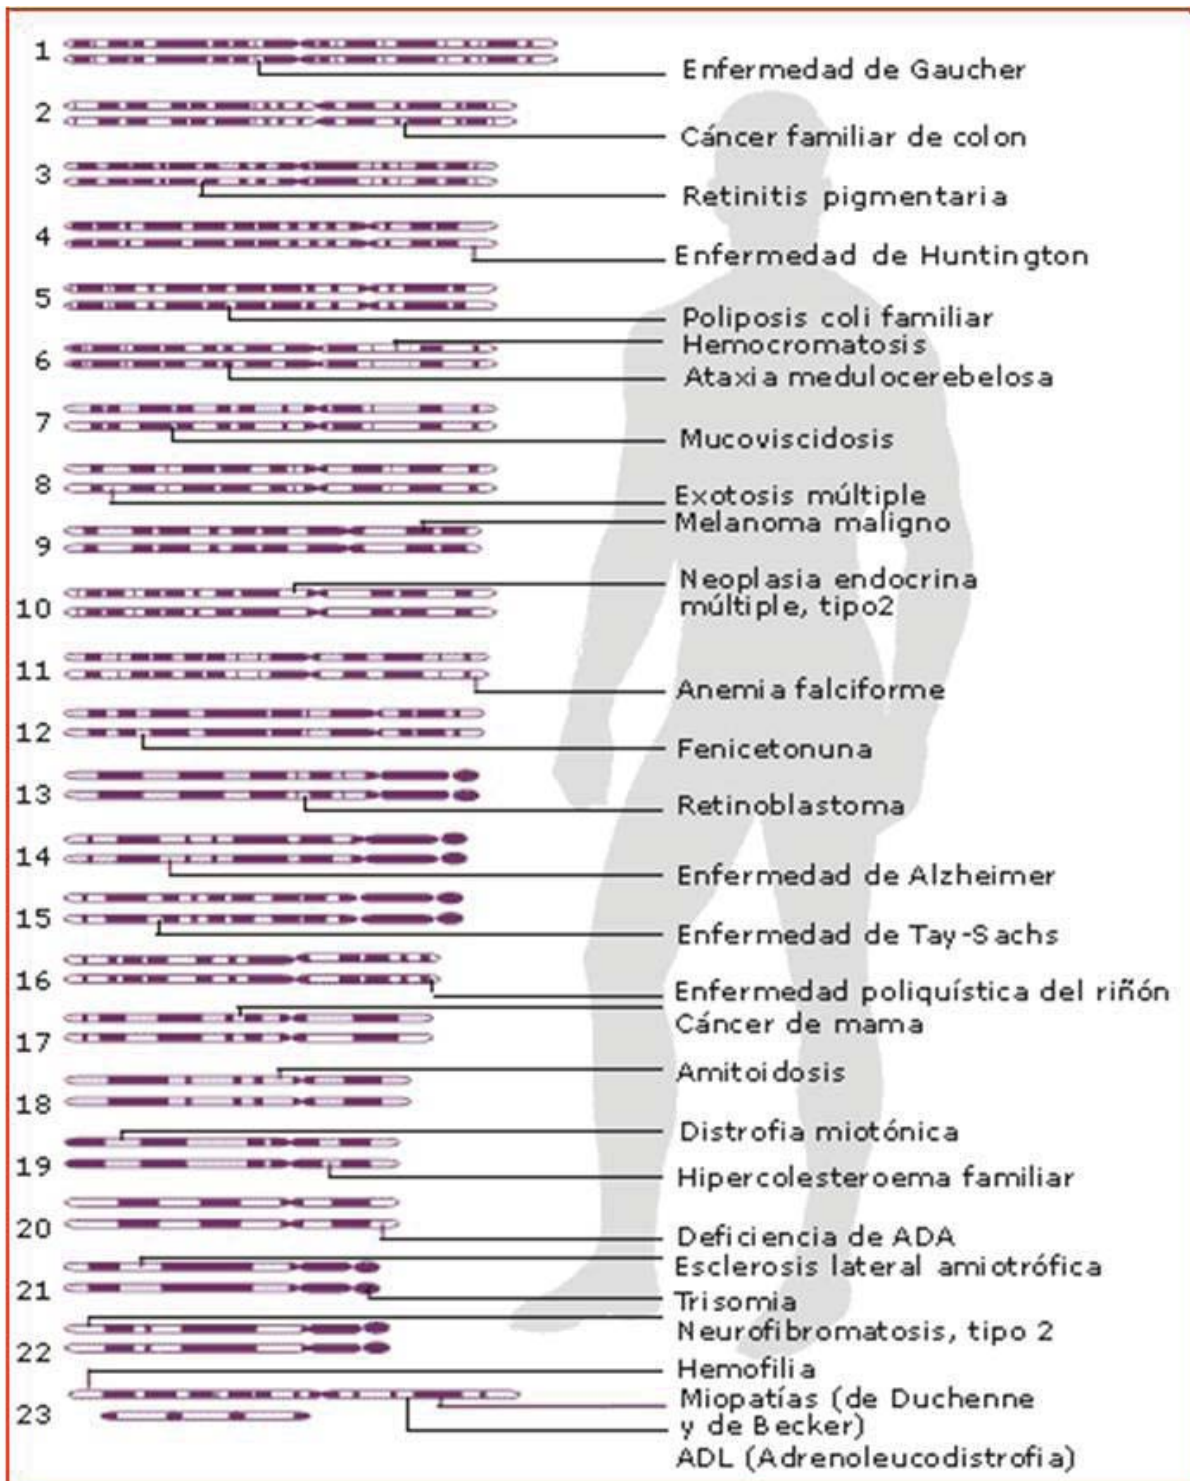 1
Enfermedad de Gaucher
2
Cáncer familiar de colon
3
Retinitis pigmentaria
4
Enfermedad de Huntington
5
Poliposis coli familiar
Hemocromatosis
6
Ataxia medulocerebelosa
7
Mucoviscidosis
8
Exotosis múltiple
Melanoma maligno
9
Neoplasia endocrina
múltiple, tipo2
10
11
Anemia falciforme
12
Fenicetonuna
13
Retinoblastoma
14
Enfermedad de Alzheimer
15
Enfermedad de Tay-Sachs
16
Enfermedad poliquística del riñón
Cáncer de mama
17
Amitoidosis
18
Distrofia miotónica
19
Hipercolesteroema familiar
20
Deficiencia de ADA
Esclerosis lateral amiotrófica
21
Trisomia
Neurofibromatosis, tipo 2
22
Hemofilia
Miopatías (de Duchenne
y de Becker)
23
ADL (Adrenoleucodistrofia)